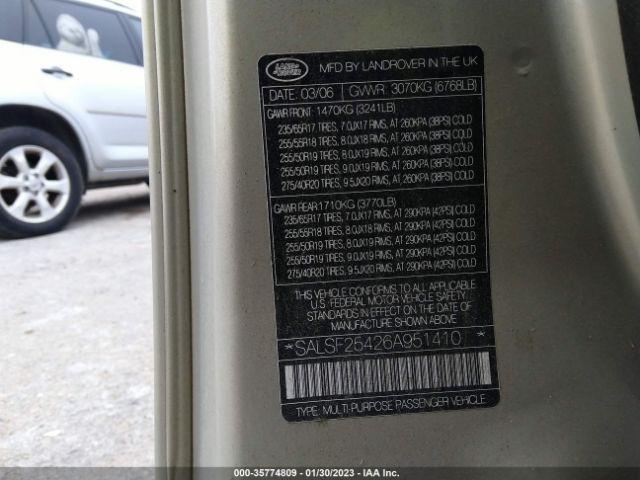 LAND ROVER
MFD BY LANDROVER IN THE UK
DATE: 03/06 GVWR: 3070KG (6768LB)
GAWR FRONT: 1470KG (3241LB)
235/65R17 TIRES, 7.0JX17 RIMS, AT 260KPA (38PSI) COLD
255/55R18 TIRES, 8.0JX18 RIMS, AT 260KPA (38PSI) COLD
255/50R19 TIRES, 8.0JX19 RIMS, AT 260KPA (38PSI) COLD
255/50R19 TIRES, 9.0JX19 RIMS, AT 260KPA (38PSI) COLD
275/40R20 TIRES, 9.5JX20 RIMS, AT 260KPA (38PSI) COLD
GAWR REAR 1710KG (3770LB)
235/65R17 TIRES, 7.0JX17 RIMS, AT 290KPA (42PSI) COLD
255/55R18 TIRES, 8.0JX18 RIMS, AT 290KPA (42PSI) COLD
255/50R19 TIRES, 8.0JX19 RIMS, AT 290KPA (42PSI) COLD
255/50R19 TIRES, 9.0JX19 RIMS, AT 290KPA (42PSI) COLD
275/40R20 TIRES, 9.5JX20 RIMS, AT 290KPA (42PSI) COLD
THIS VEHICLE CONFORMS TO ALL APPLICABLE
U.S. FEDERAL MOTOR VEHICLE SAFETY
STANDARDS IN EFFECT ON THE DATE OF
MANUFACTURE SHOWN ABOVE
*SALSF25426A951410*
TYPE: MULTI-PURPOSE PASSENGER VEHICLE
000-35774809 - 01/30/2023 - IAA Inc.